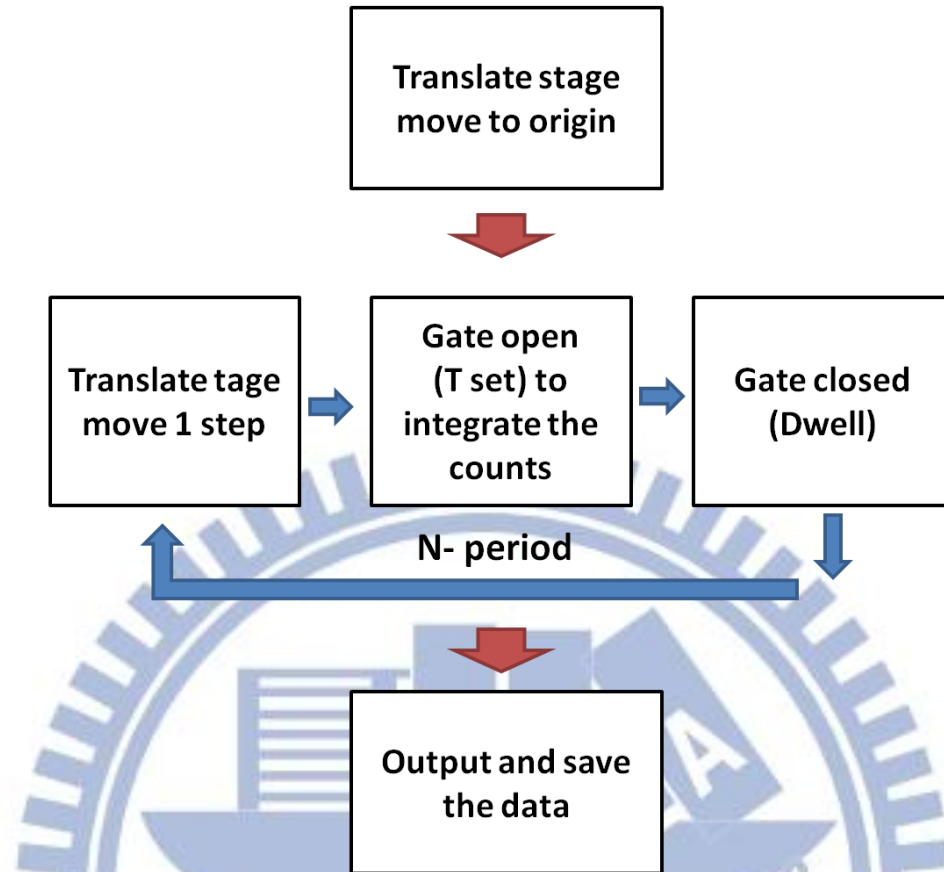 Translate stage
move to origin
Translate tage
move 1 step
Gate open
(T set) to
integrate the
counts
Gate closed
(Dwell)
N- period
Output and save
the data